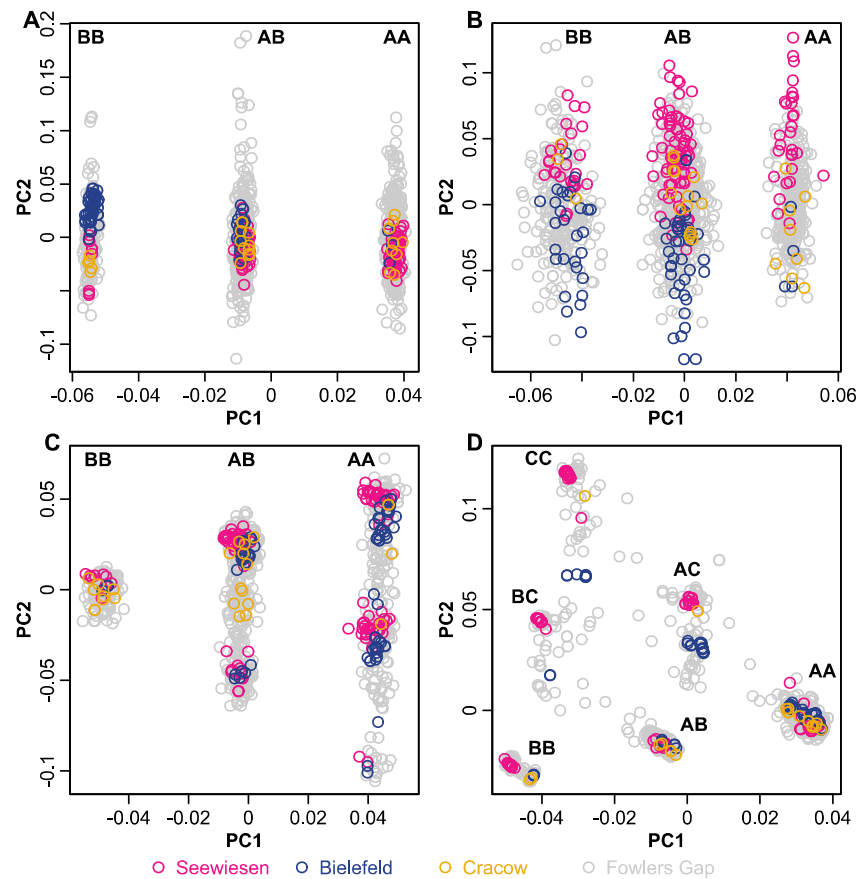 A
BB
AB
AA
0.2
0.15
0.10
0.05
0
-0.1
PC2
-0.06
-0.04
-0.02
0
0.02
0.04
PC1
B
BB
AB
AA
0.1
0.05
0
-0.05
-0.1
PC2
-0.06
-0.02
0
0.02
0.06
PC1
C
BB
AB
AA
0.05
0
-0.05
-0.1
PC2
-0.04
-0.02
0
0.02
0.04
PC1
D
CC
AC
BC
AA
AB
BB
0.1
0.05
0
PC2
-0.04
-0.02
0
0.02
0.04
PC1
Seewiesen Bielefeld Cracow Fowlers Gap